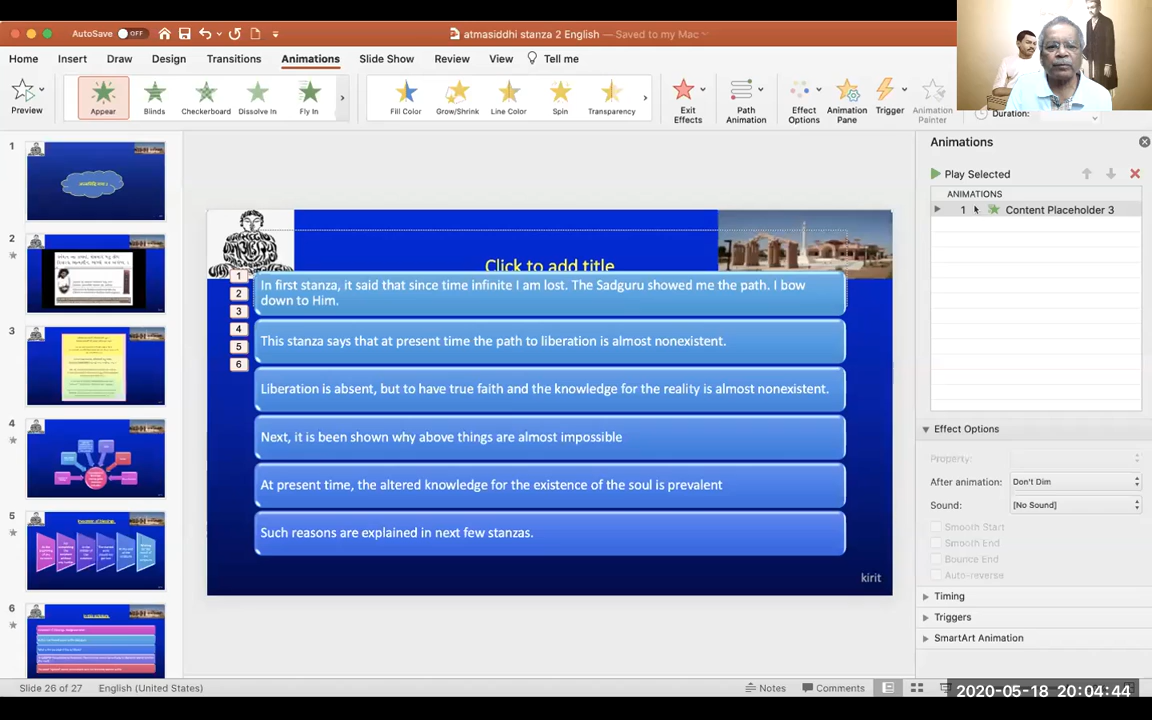 AutoSave OFF
atmasiddhi stanza 2 English — Saved to my Mac
Home Insert Draw Design Transitions Animations Slide Show Review View Tell me
Preview
Appear Blinds Checkerboard Dissolve In Fly In
Fill Color Grow/Shrink Line Color Spin Transparency
Exit Effects
Path Animation
Effect Options
Animation Pane
Trigger
Animation Painter
Duration:
1
2
3
4
5
6
Click to add title
1
2
3
4
5
6
In first stanza, it said that since time infinite I am lost. The Sadguru showed me the path. I bow
down to Him.
This stanza says that at present time the path to liberation is almost nonexistent.
Liberation is absent, but to have true faith and the knowledge for the reality is almost nonexistent.
Next, it is been shown why above things are almost impossible
At present time, the altered knowledge for the existence of the soul is prevalent
Such reasons are explained in next few stanzas.
kirit
Animations
Play Selected
ANIMATIONS
1 Content Placeholder 3
Effect Options
Property:
After animation: Don't Dim
Sound: [No Sound]
Smooth Start
Smooth End
Bounce End
Auto-reverse
Timing
Triggers
SmartArt Animation
Slide 26 of 27 English (United States)
Notes Comments
2020-05-18 20:04:44